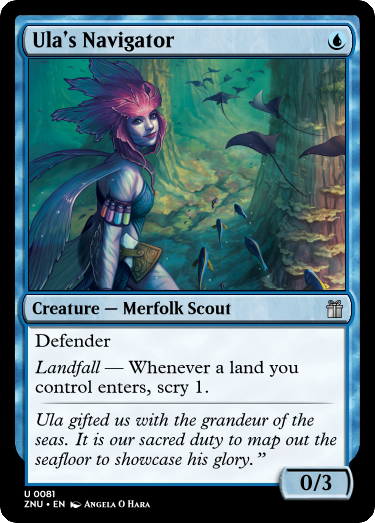 Ula's Navigator
Creature — Merfolk Scout
Defender
Landfall — Whenever a land you
control enters, scry 1.
Ula gifted us with the grandeur of the
seas. It is our sacred duty to map out the
seafloor to showcase his glory.”
0/3
U 0081
ZNU • EN Angela O Hara